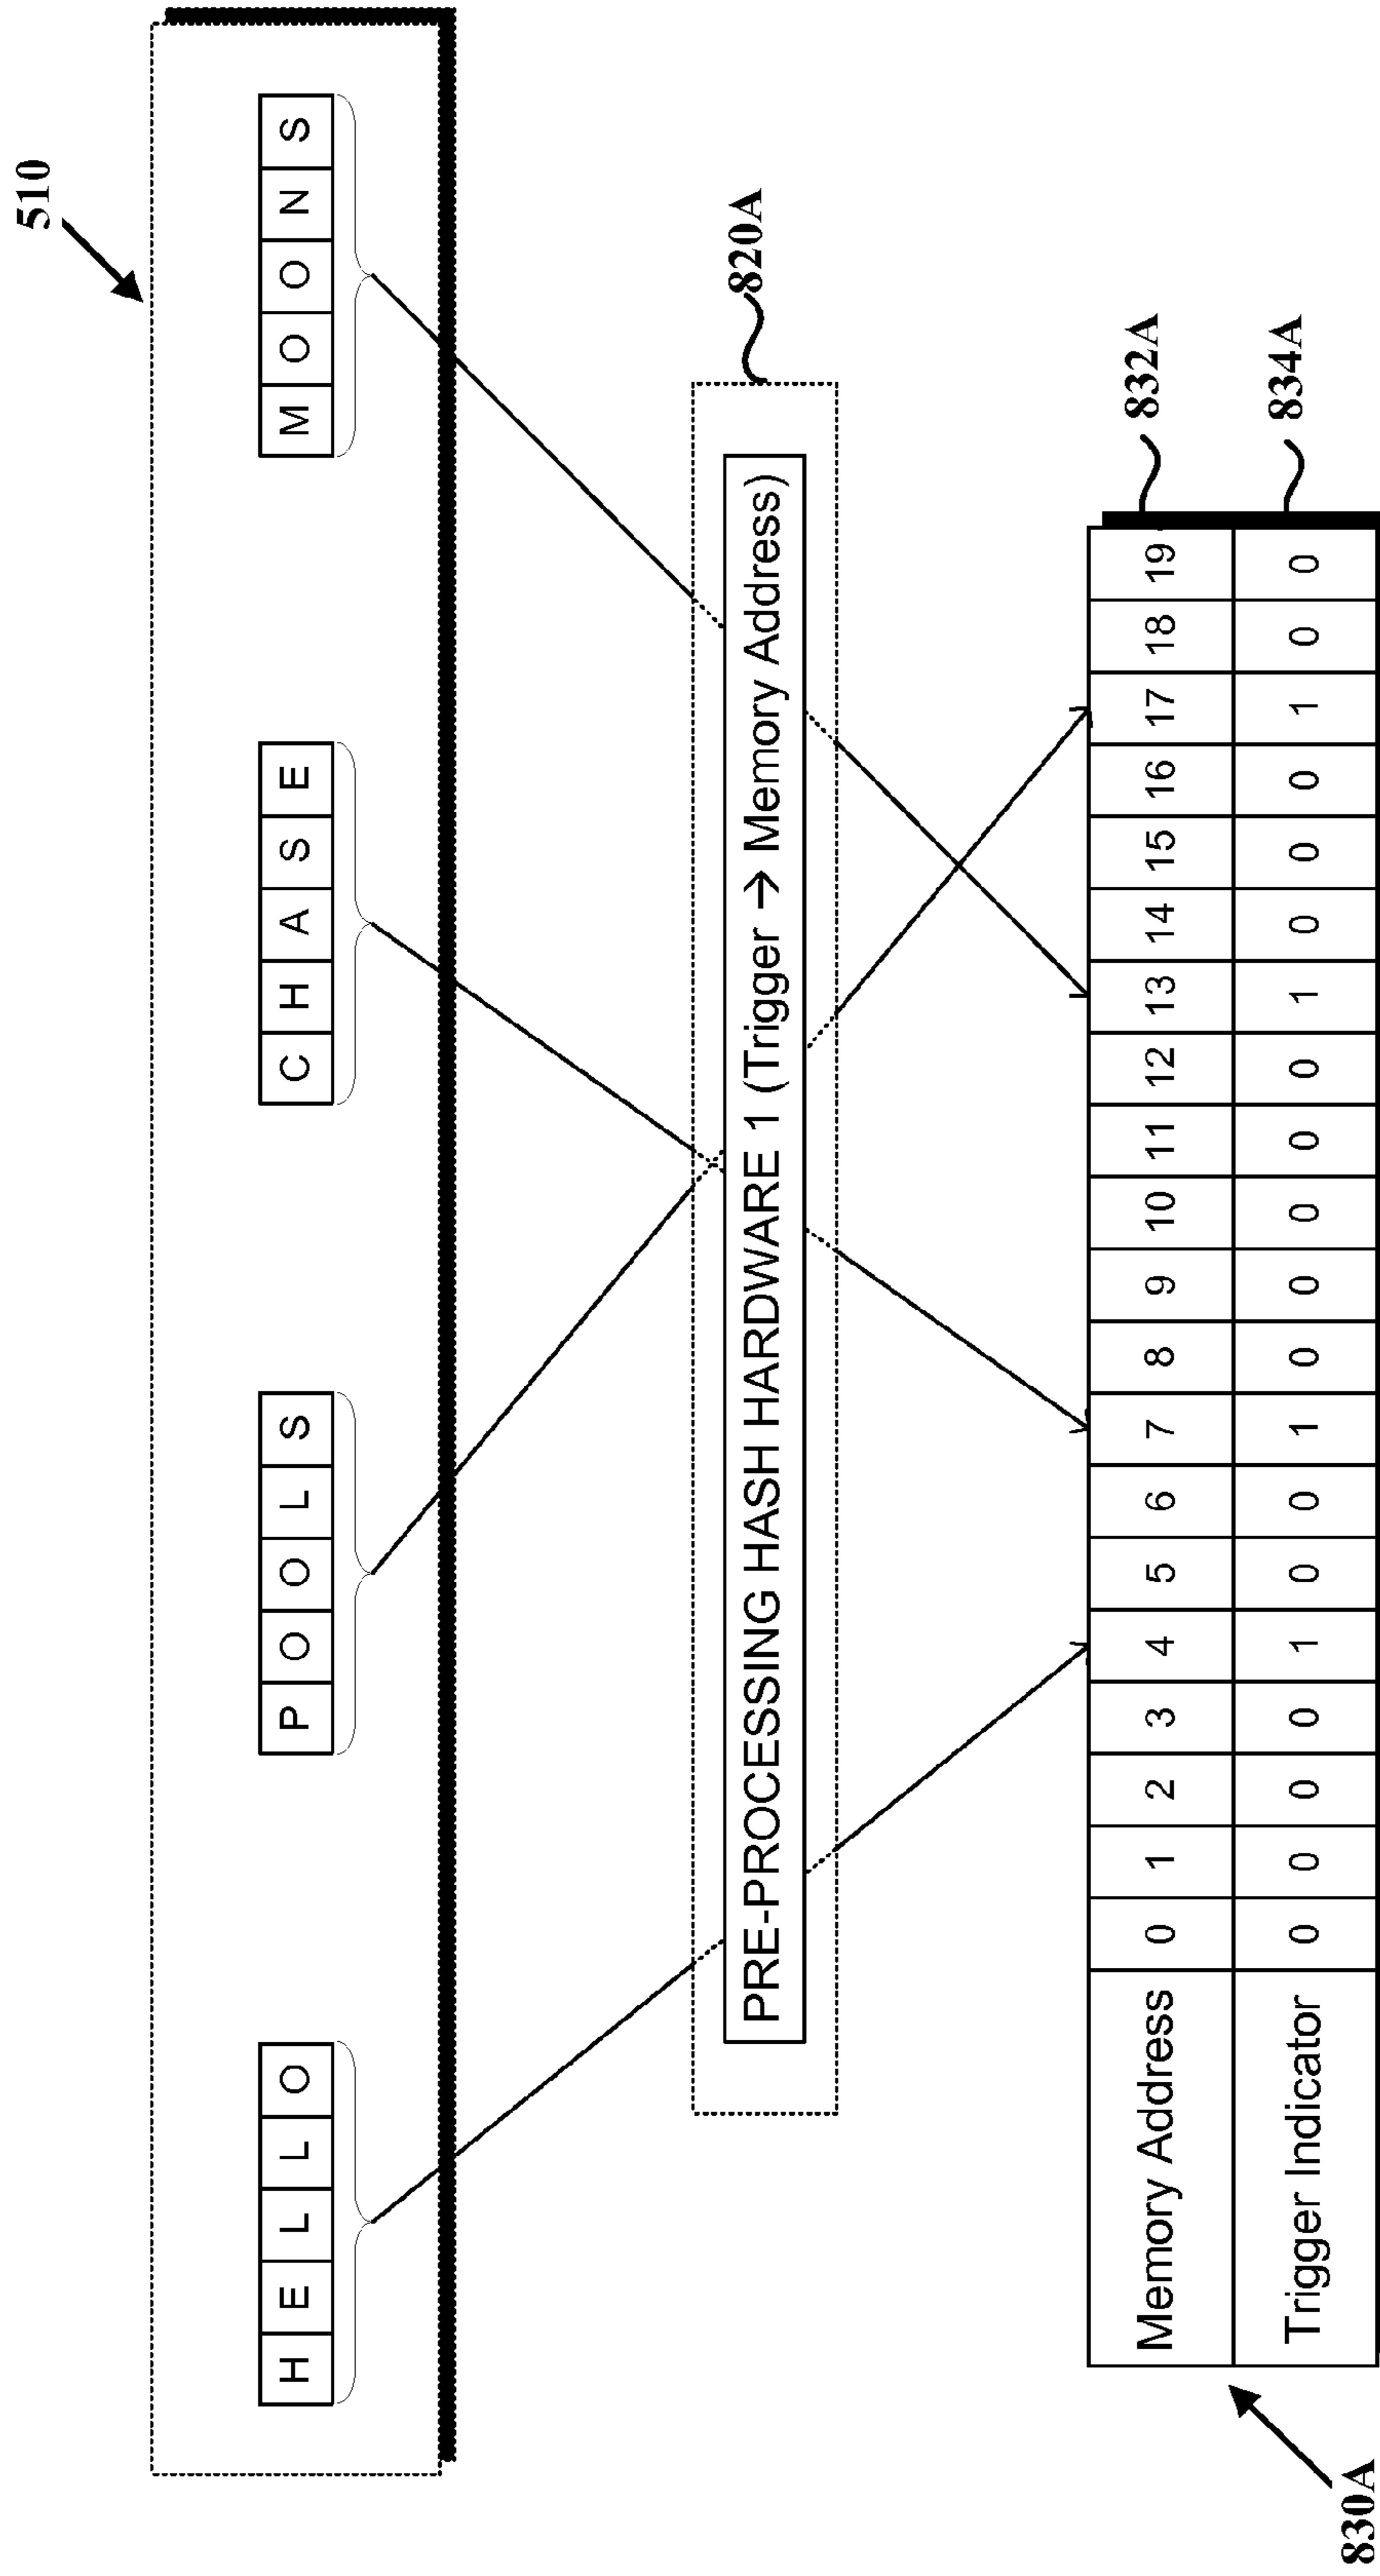 510
H E L L O P O O L S C H A S E M O O N S
820A
PRE-PROCESSING HASH HARDWARE 1 (Trigger → Memory Address)
832A
Memory Address 0 1 2 3 4 5 6 7 8 9 10 11 12 13 14 15 16 17 18 19
834A
Trigger Indicator 0 0 0 0 1 0 0 1 0 0 0 0 0 1 0 0 0 1 0 0
830A